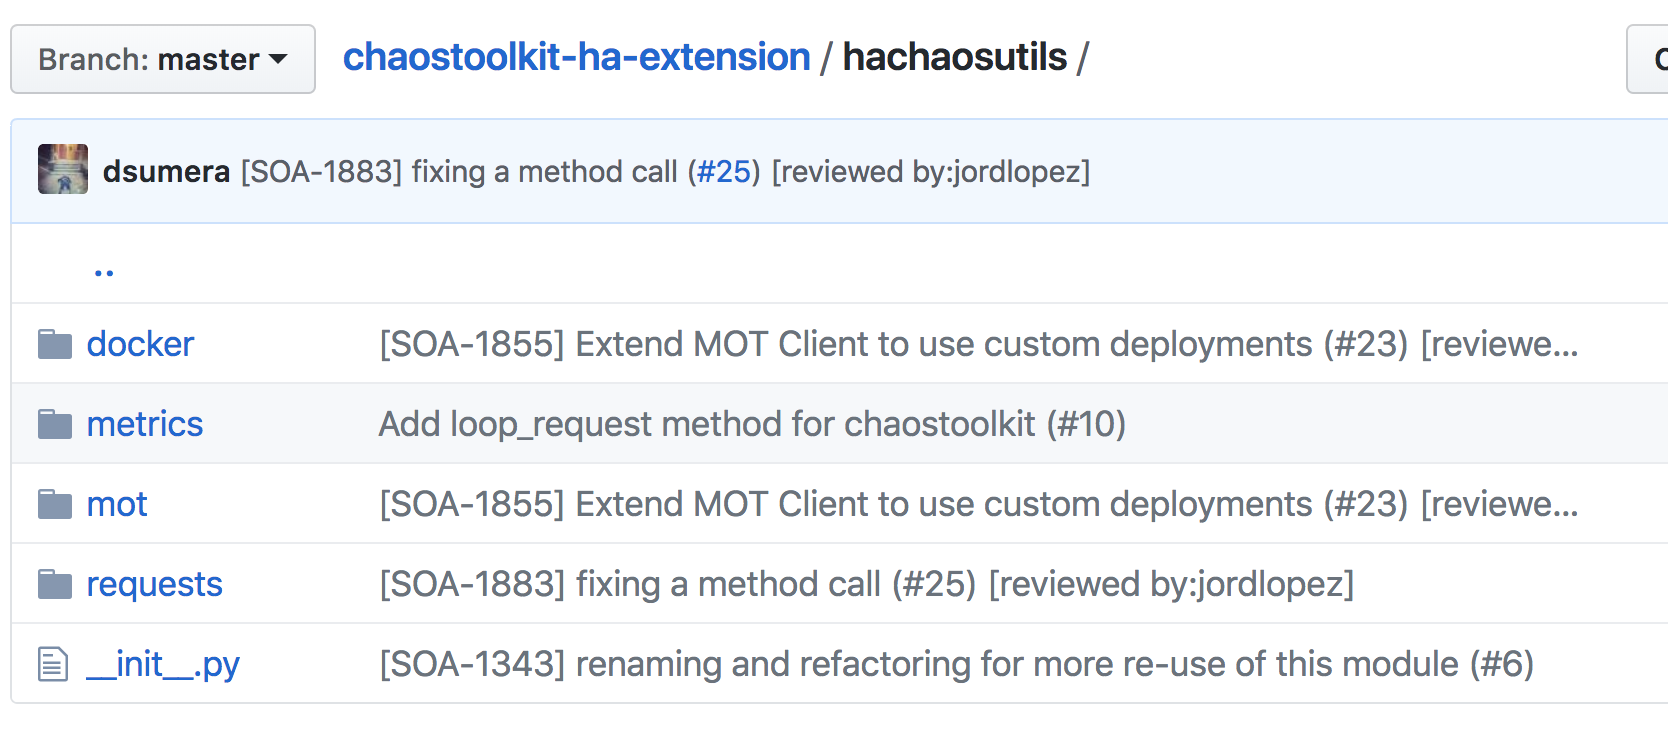 Branch: master chaostoolkit-ha-extension / hachaosutils /
dsumera [SOA-1883] fixing a method call (#25) [reviewed by:jordlopez]
..
docker [SOA-1855] Extend MOT Client to use custom deployments (#23) [reviewe...
metrics Add loop_request method for chaostoolkit (#10)
mot [SOA-1855] Extend MOT Client to use custom deployments (#23) [reviewe...
requests [SOA-1883] fixing a method call (#25) [reviewed by:jordlopez]
__init__.py [SOA-1343] renaming and refactoring for more re-use of this module (#6)